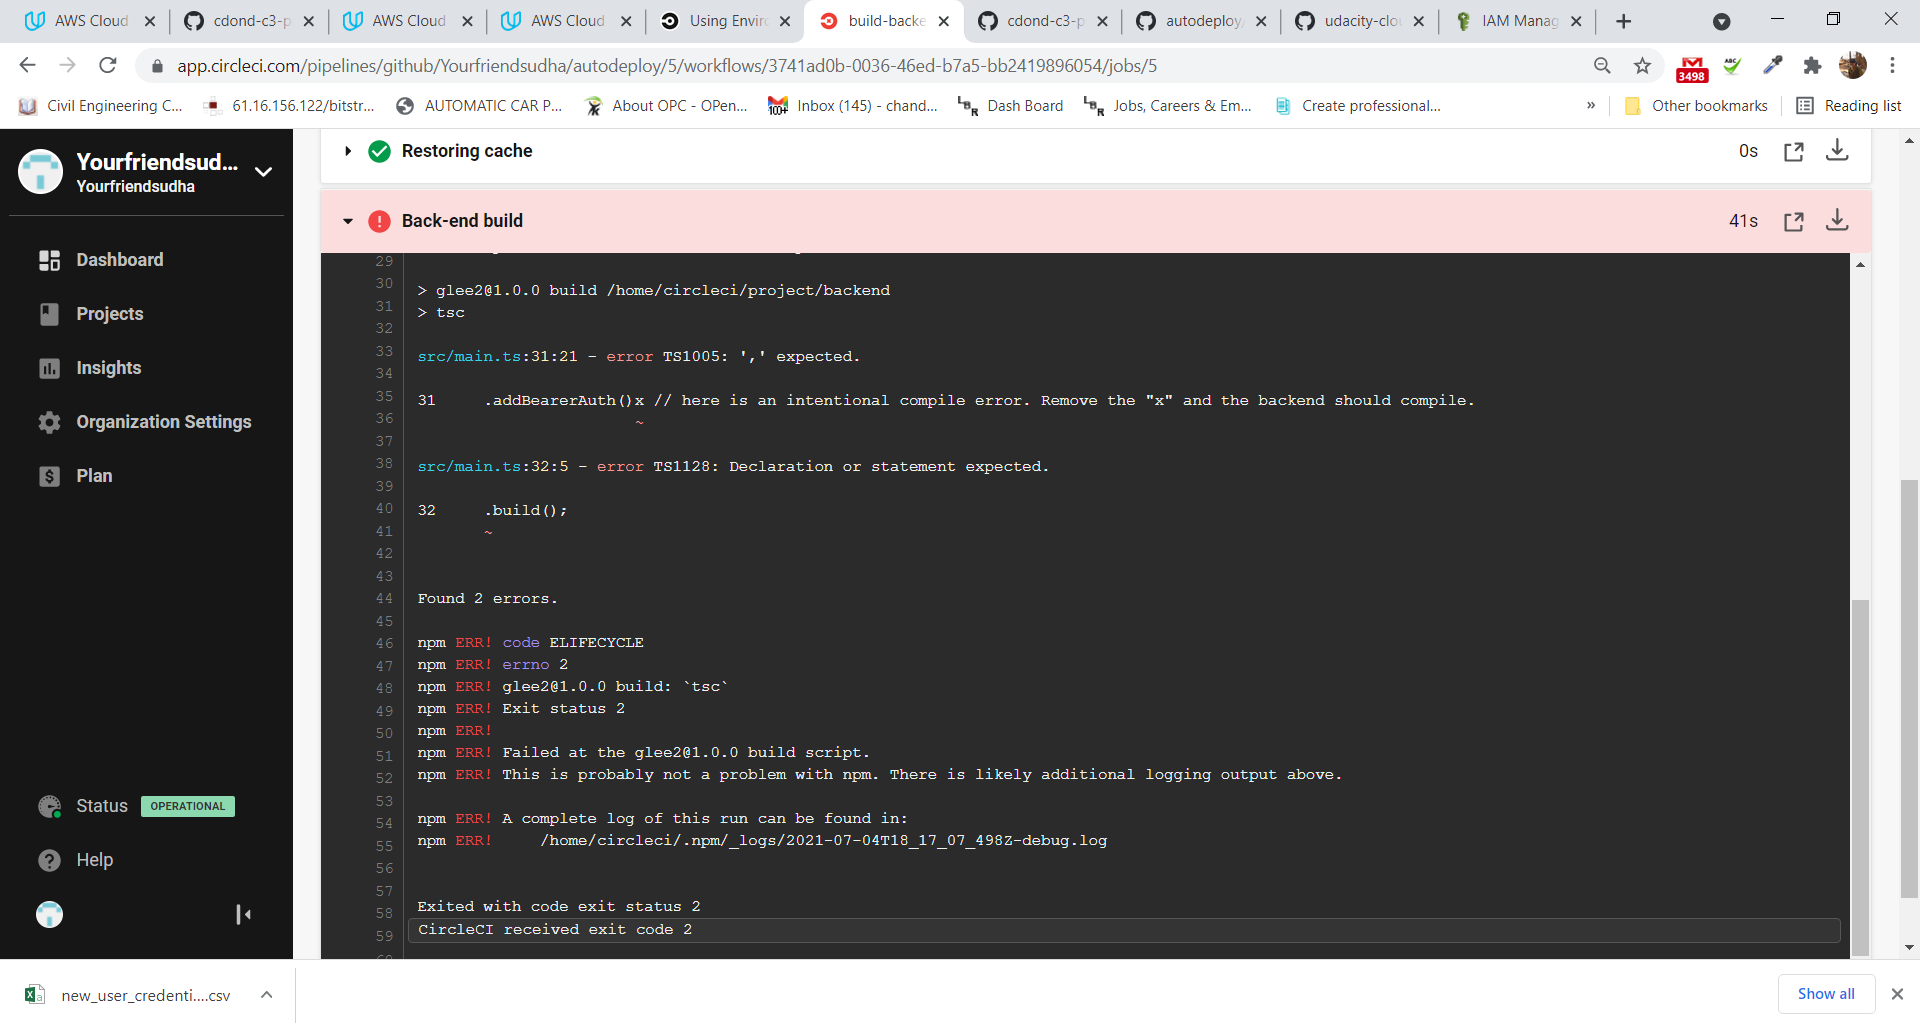 AWS Cloud
cdond-c3-p
AWS Cloud
AWS Cloud
Using Enviro
build-backe
cdond-c3-p
autodeploy/
udacity-clou
IAM Manag
app.circleci.com/pipelines/github/Yourfriendsudha/autodeploy/5/workflows/3741ad0b-0036-46ed-b7a5-bb2419896054/jobs/5
3498
ABC
Civil Engineering C...
61.16.156.122/bitstr...
AUTOMATIC CAR P...
About OPC - OPen...
100+
Inbox (145) - chand...
Dash Board
Jobs, Careers & Em...
Create professional...
»
Other bookmarks
Reading list
Yourfriendsud...
Yourfriendsudha
Dashboard
Projects
Insights
Organization Settings
Plan
Status OPERATIONAL
Help
Restoring cache 0s
Back-end build 41s
29
30 > glee2@1.0.0 build /home/circleci/project/backend
31 > tsc
32
33 src/main.ts:31:21 - error TS1005: ',' expected.
34
35 31 .addBearerAuth()x // here is an intentional compile error. Remove the "x" and the backend should compile.
36 ~
37
38 src/main.ts:32:5 - error TS1128: Declaration or statement expected.
39
40 32 .build();
41 ~
42
43
44 Found 2 errors.
45
46 npm ERR! code ELIFECYCLE
47 npm ERR! errno 2
48 npm ERR! glee2@1.0.0 build: `tsc`
49 npm ERR! Exit status 2
50 npm ERR!
51 npm ERR! Failed at the glee2@1.0.0 build script.
52 npm ERR! This is probably not a problem with npm. There is likely additional logging output above.
53
54 npm ERR! A complete log of this run can be found in:
55 npm ERR! /home/circleci/.npm/_logs/2021-07-04T18_17_07_498Z-debug.log
56
57
58 Exited with code exit status 2
59 CircleCI received exit code 2
new_user_credenti....csv
Show all